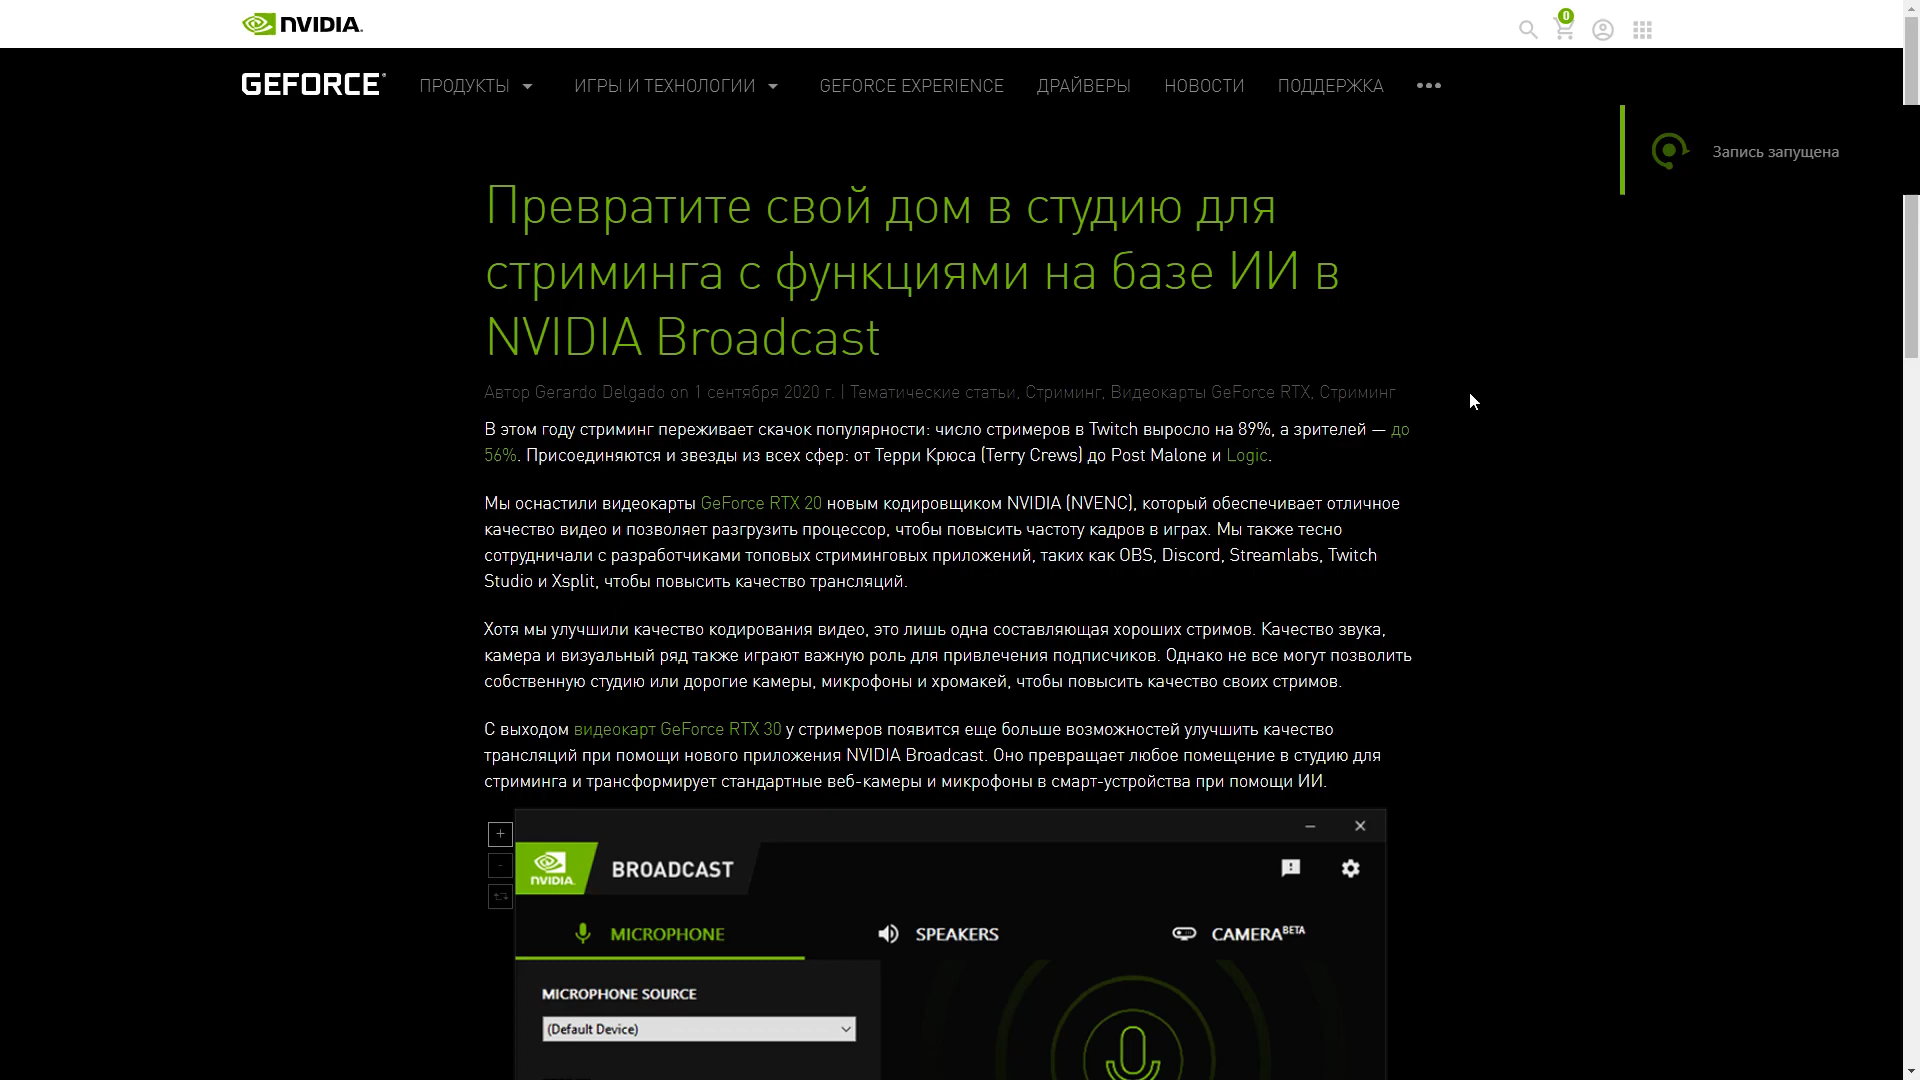 NVIDIA.
0
GEFORCE
ПРОДУКТЫ ИГРЫ И ТЕХНОЛОГИИ GEFORCE EXPERIENCE ДРАЙВЕРЫ НОВОСТИ ПОДДЕРЖКА •••
Запись запущена
Превратите свой дом в студию для
стриминга с функциями на базе ИИ в
NVIDIA Broadcast
Автор Gerardo Delgado on 1 сентября 2020 г. | Тематические статьи, Стриминг, Видеокарты GeForce RTX, Стриминг
В этом году стриминг переживает скачок популярности: число стримеров в Twitch выросло на 89%, а зрителей — до
56%. Присоединяются и звезды из всех сфер: от Терри Крюса (Terry Crews) до Post Malone и Logic.
Мы оснастили видеокарты GeForce RTX 20 новым кодировщиком NVIDIA (NVENC), который обеспечивает отличное
качество видео и позволяет разгрузить процессор, чтобы повысить частоту кадров в играх. Мы также тесно
сотрудничали с разработчиками топовых стриминговых приложений, таких как OBS, Discord, Streamlabs, Twitch
Studio и Xsplit, чтобы повысить качество трансляций.
Хотя мы улучшили качество кодирования видео, это лишь одна составляющая хороших стримов. Качество звука,
камера и визуальный ряд также играют важную роль для привлечения подписчиков. Однако не все могут позволить
собственную студию или дорогие камеры, микрофоны и хромакей, чтобы повысить качество своих стримов.
С выходом видеокарт GeForce RTX 30 у стримеров появится еще больше возможностей улучшить качество
трансляций при помощи нового приложения NVIDIA Broadcast. Оно превращает любое помещение в студию для
стриминга и трансформирует стандартные веб-камеры и микрофоны в смарт-устройства при помощи ИИ.
+
-
NVIDIA. BROADCAST
MICROPHONE SPEAKERS CAMERA BETA
MICROPHONE SOURCE
(Default Device)